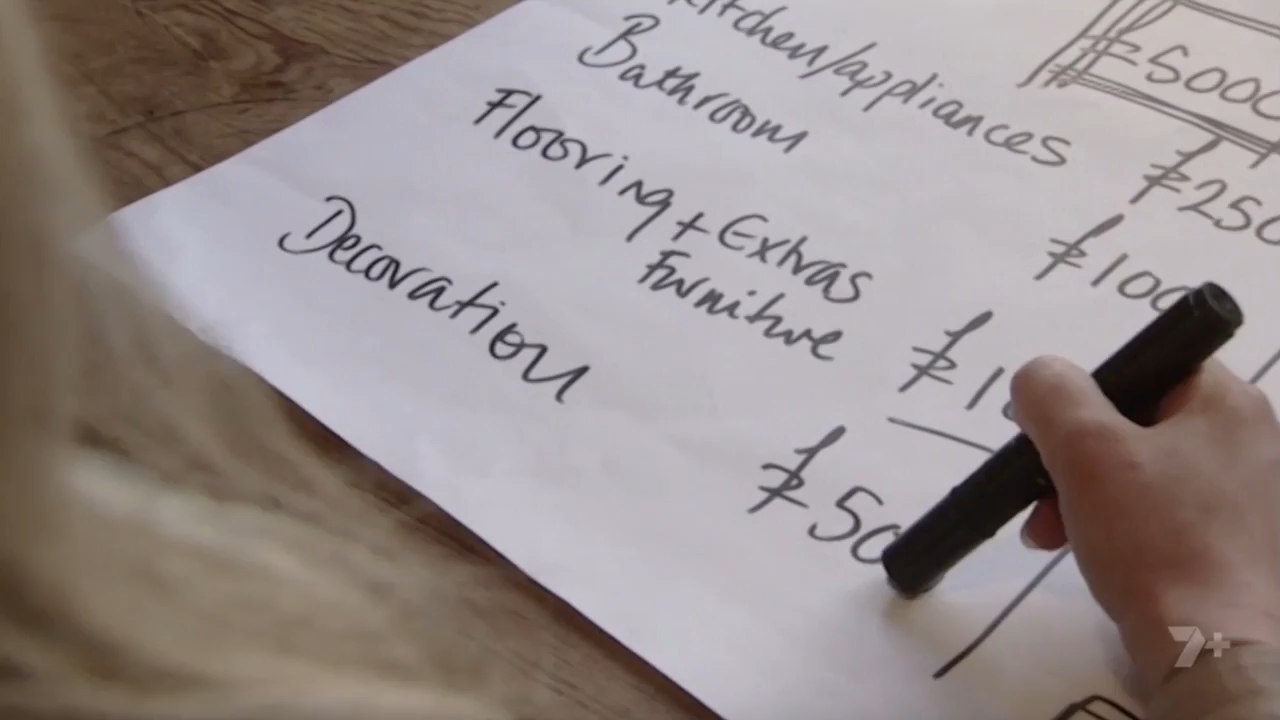 £5000
Kitchen/appliances £250
Bathroom £100
Flooring + Extras
Furniture £1
Decoration £50
7+